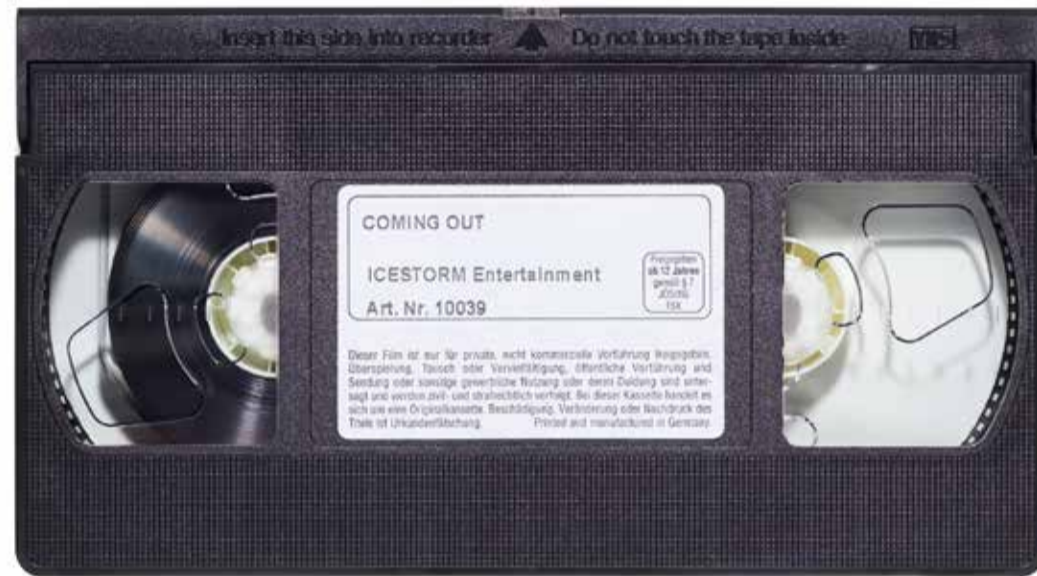 Insert this side into recorder Do not touch the tape inside VHS
COMING OUT
ICESTORM Entertainment
Art. Nr. 10039
Freigegeben
ab 12 Jahren
gemäß § 7
JÖSchG
FSK
Dieser Film ist nur für private, nicht kommerzielle Vorführung freigegeben.
Überspielung, Tausch oder Vervielfältigung, öffentliche Vorführung und
Sendung oder sonstige gewerbliche Nutzung oder deren Duldung sind unter-
sagt und werden zivil- und strafrechtlich verfolgt. Bei dieser Kassette handelt es
sich um eine Originalkassette. Beschädigung, Veränderung oder Nachdruck des
Titels ist Urkundenfälschung. Printed and manufactured in Germany.